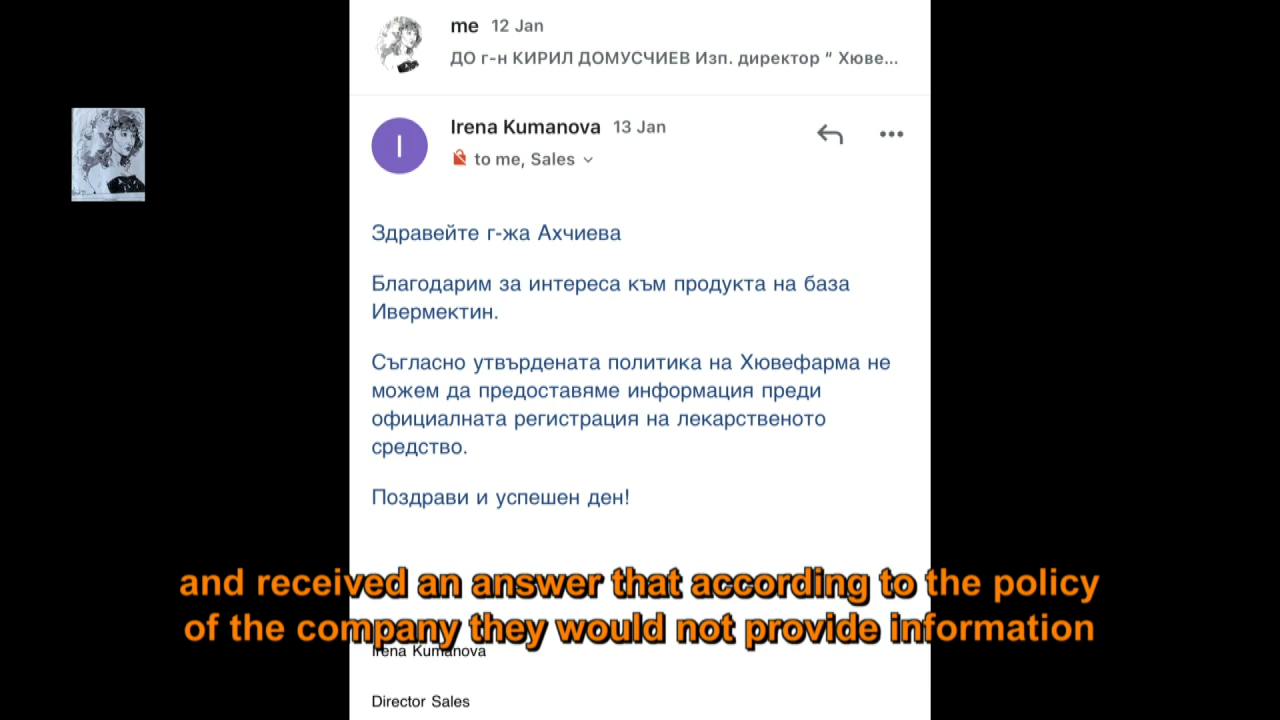 me 12 Jan
ДО г-н КИРИЛ ДОМУСЧИЕВ Изп. директор “ Хюве...
I
Irena Kumanova 13 Jan
to me, Sales
Здравейте г-жа Ахчиева
Благодарим за интереса към продукта на база
Ивермектин.
Съгласно утвърдената политика на Хювефарма не
можем да предоставяме информация преди
официалната регистрация на лекарственото
средство.
Поздрави и успешен ден!
and received an answer that according to the policy
of the company they would not provide information
Irena Kumanova
Director Sales